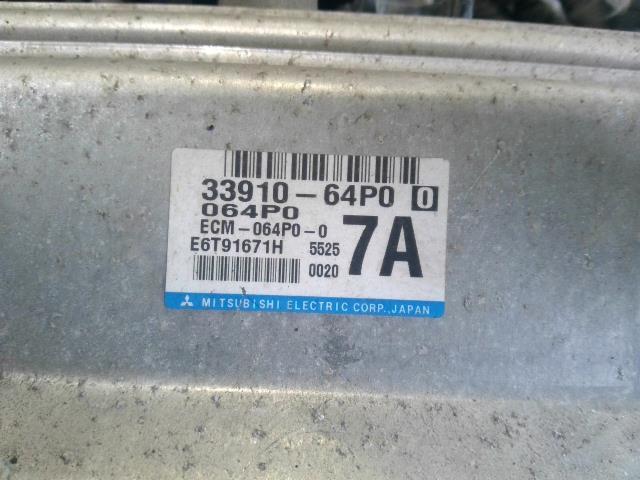 33910-64P0 0
064P0
ECM-064P0-0
E6T91671H 5525
7A
0020
MITSUBISHI ELECTRIC CORP., JAPAN